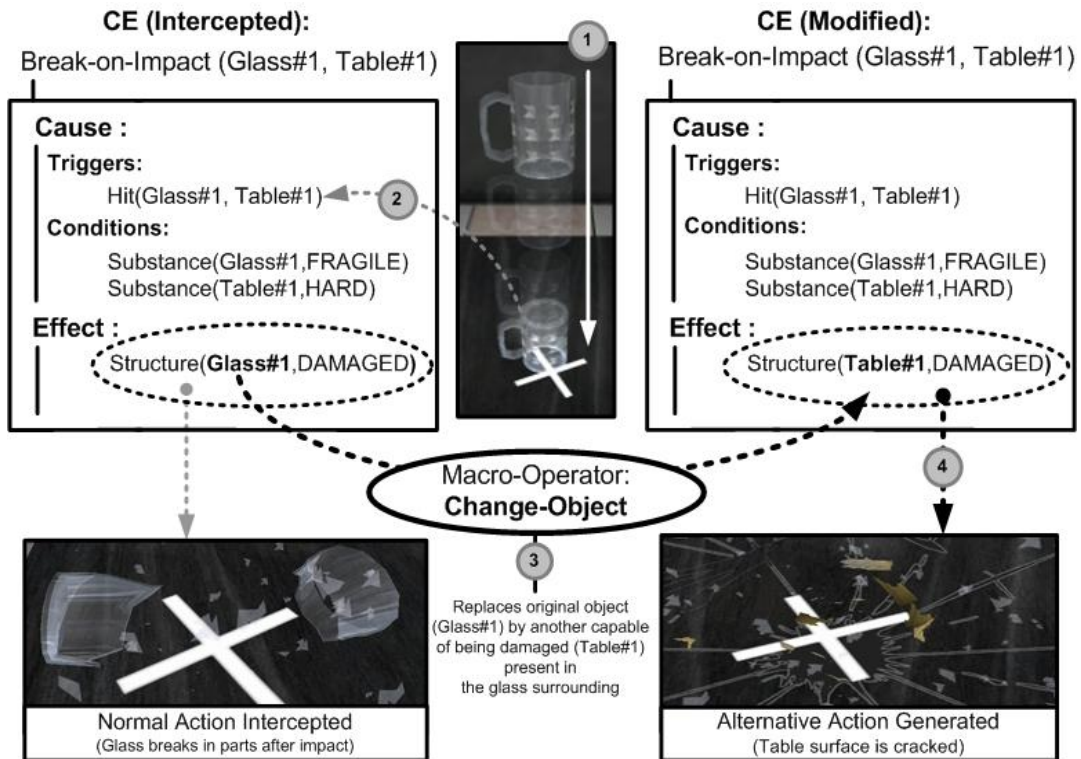 CE (Intercepted):
Break-on-Impact (Glass#1, Table#1)
Cause :
Triggers:
Hit(Glass#1, Table#1)
Conditions:
Substance(Glass#1,FRAGILE)
Substance(Table#1,HARD)
Effect :
Structure(Glass#1,DAMAGED)
1
2
CE (Modified):
Break-on-Impact (Glass#1, Table#1)
Cause :
Triggers:
Hit(Glass#1, Table#1)
Conditions:
Substance(Glass#1,FRAGILE)
Substance(Table#1,HARD)
Effect :
Structure(Table#1,DAMAGED)
Macro-Operator:
Change-Object
3
Replaces original object
(Glass#1) by another capable
of being damaged (Table#1)
present in
the glass surrounding
4
Normal Action Intercepted
(Glass breaks in parts after impact)
Alternative Action Generated
(Table surface is cracked)